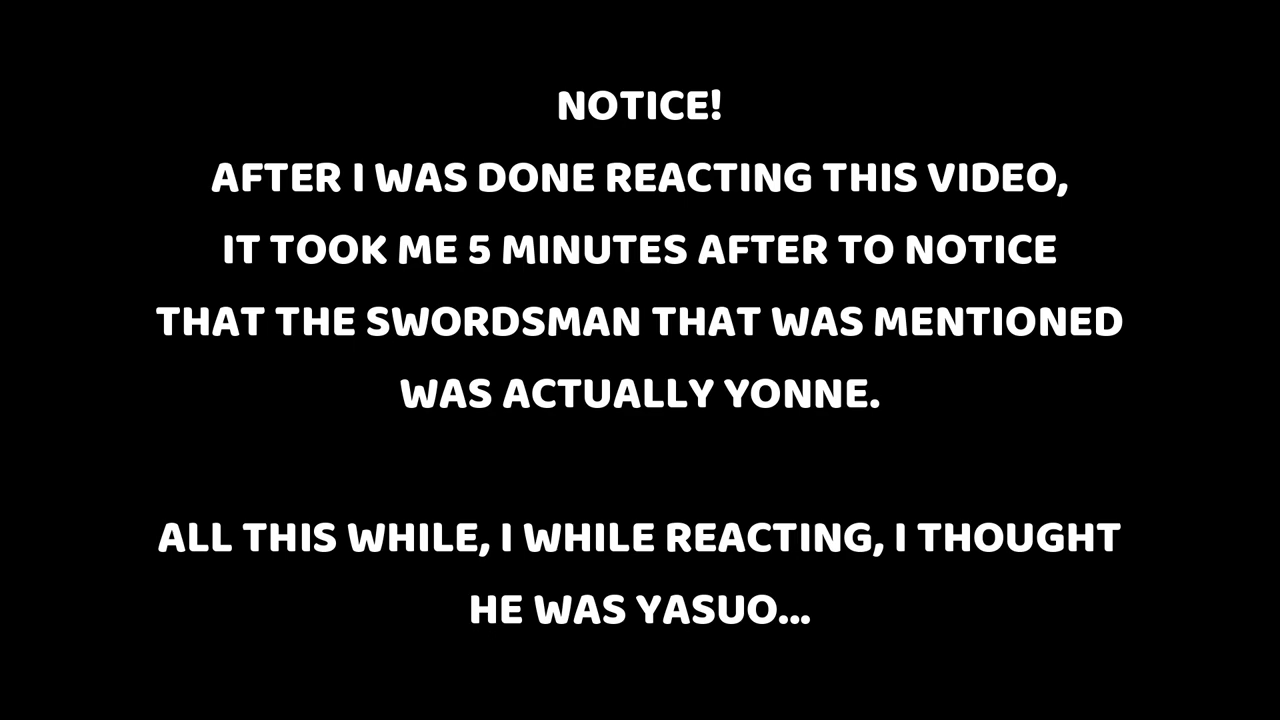 NOTICE!
AFTER I WAS DONE REACTING THIS VIDEO,
IT TOOK ME 5 MINUTES AFTER TO NOTICE
THAT THE SWORDSMAN THAT WAS MENTIONED
WAS ACTUALLY YONNE.
ALL THIS WHILE, I WHILE REACTING, I THOUGHT
HE WAS YASUO...